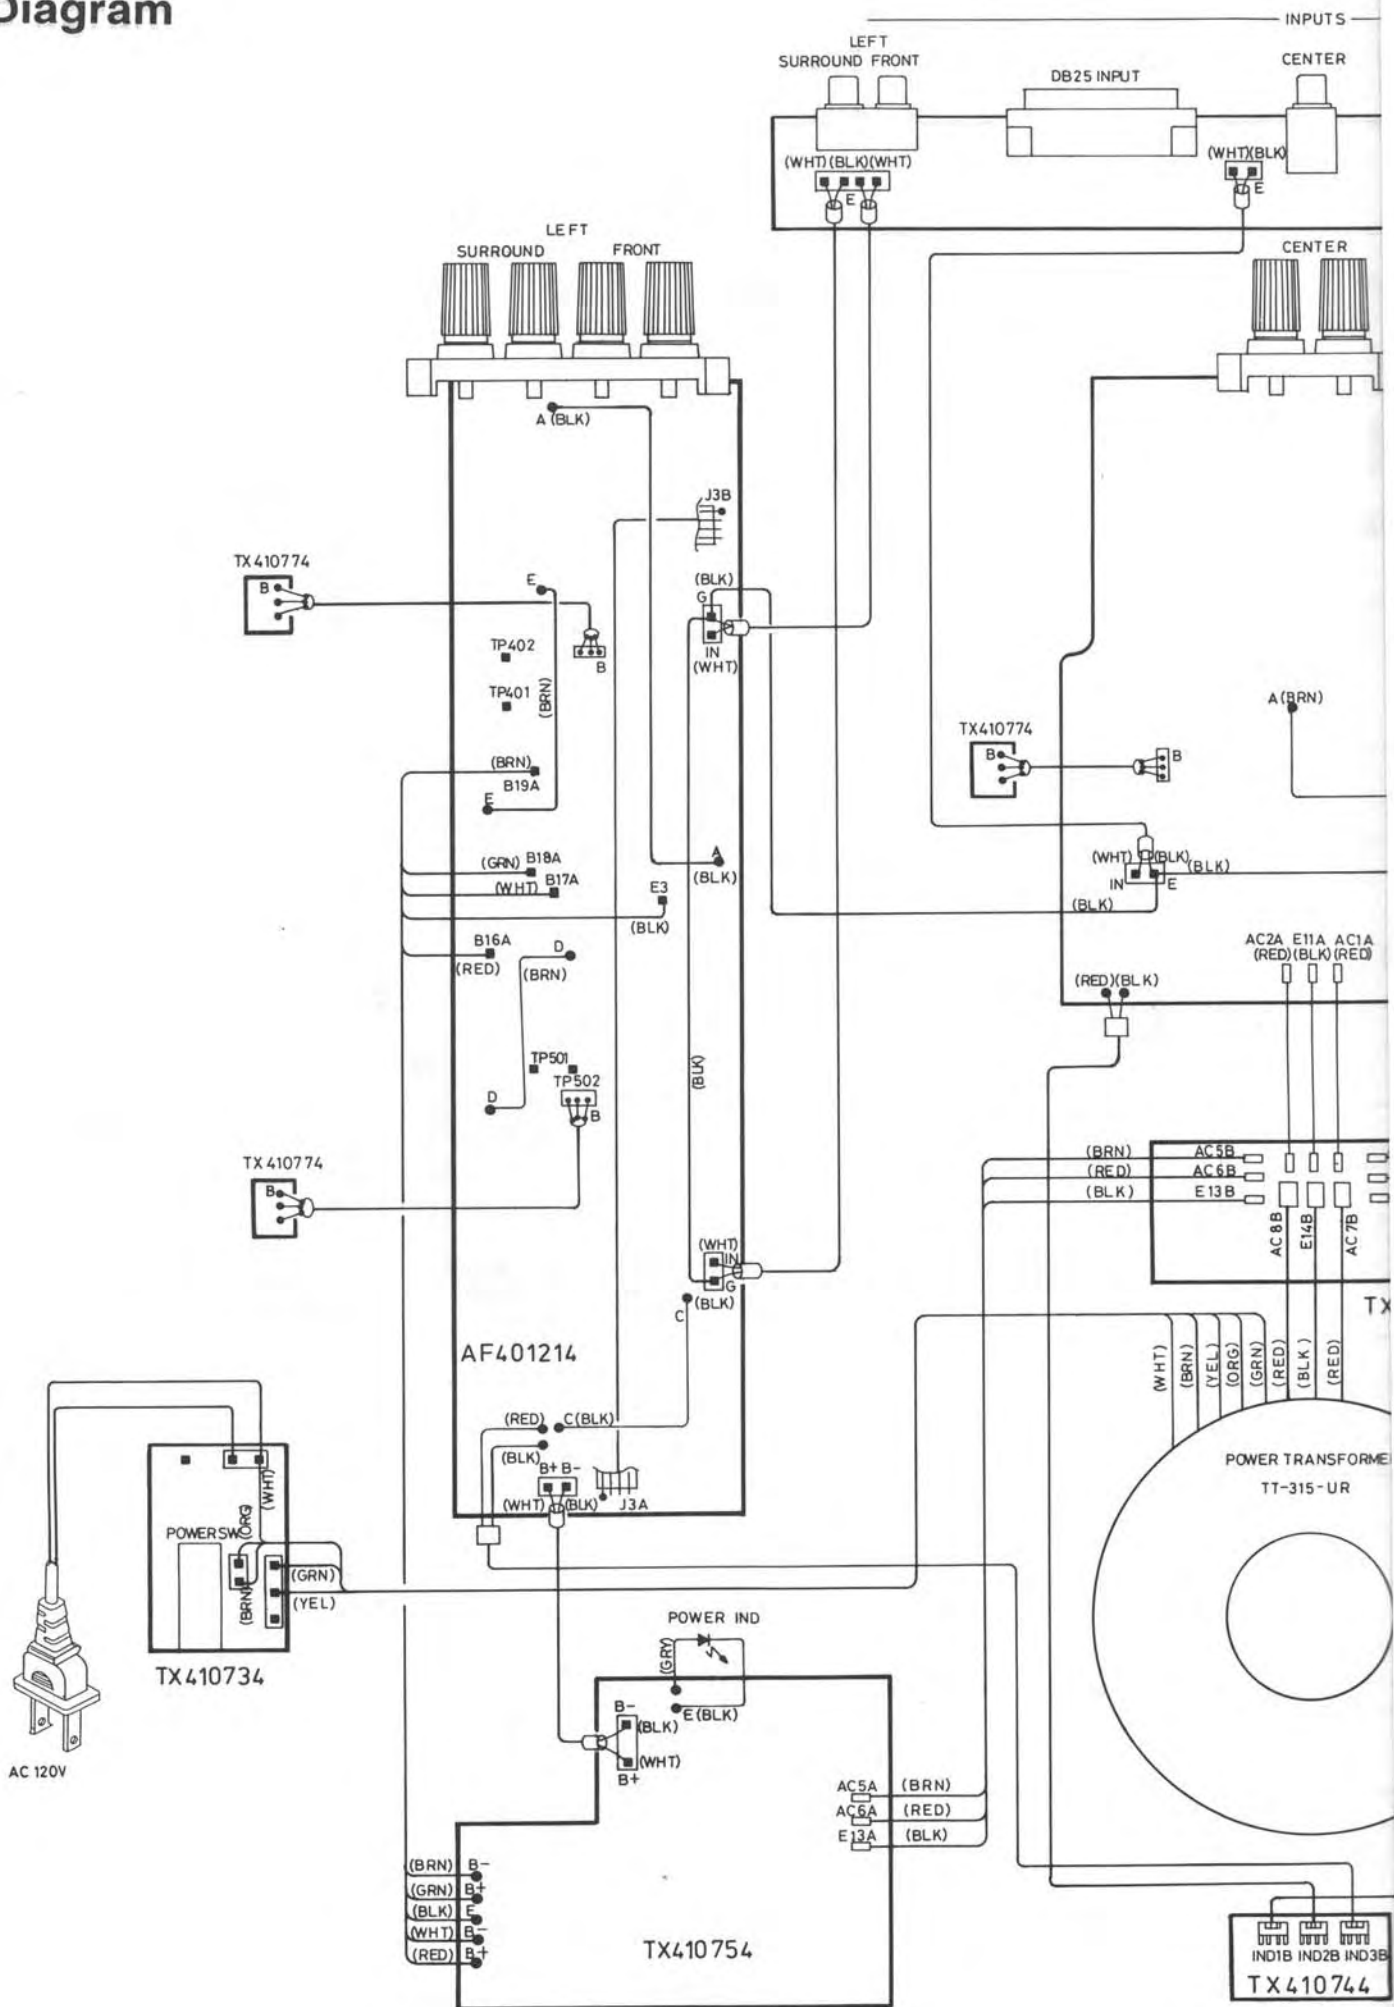 Diagram
INPUTS
LEFT
SURROUND FRONT
DB25 INPUT
CENTER
(WHT)(BLK)(WHT)
E
(WHT)(BLK)
E
LEFT
SURROUND
FRONT
CENTER
A (BLK)
J3B
TX410774
B
E
(BLK)
G
IN
(WHT)
TP402
B
TP401
(BRN)
A(BRN)
TX410774
B
B
(BRN)
B19A
E
(GRN) B18A
(WHT) B17A
A
(BLK)
E3
(BLK)
(WHT) (BLK)
(BLK)
IN
E
(BLK)
B16A
(RED)
D
(BRN)
AC2A E11A AC1A
(RED)(BLK)(RED)
(RED)(BLK)
TP501
TP502
B
D
(BLK)
TX410774
B
(BRN) AC5B
(RED) AC6B
(BLK) E13B
AC8B
E14B
AC7B
TX
(WHT)
IN
G
(BLK)
C
AF401214
(WHT)
(BRN)
(YEL)
(ORG)
(GRN)
(RED)
(BLK)
(RED)
(RED) C(BLK)
(BLK)
B+ B-
(WHT) (BLK) J3A
POWER TRANSFORME
TT-315-UR
(WHT)
POWER SW
(ORG)
(GRN)
(BRN)
(YEL)
TX410734
AC 120V
POWER IND
(GRY)
E(BLK)
B-
(BLK)
(WHT)
B+
AC5A (BRN)
AC6A (RED)
E13A (BLK)
(BRN) B-
(GRN) B+
(BLK) E
(WHT) B-
(RED) B+
TX410754
IND1B IND2B IND3B
TX410744